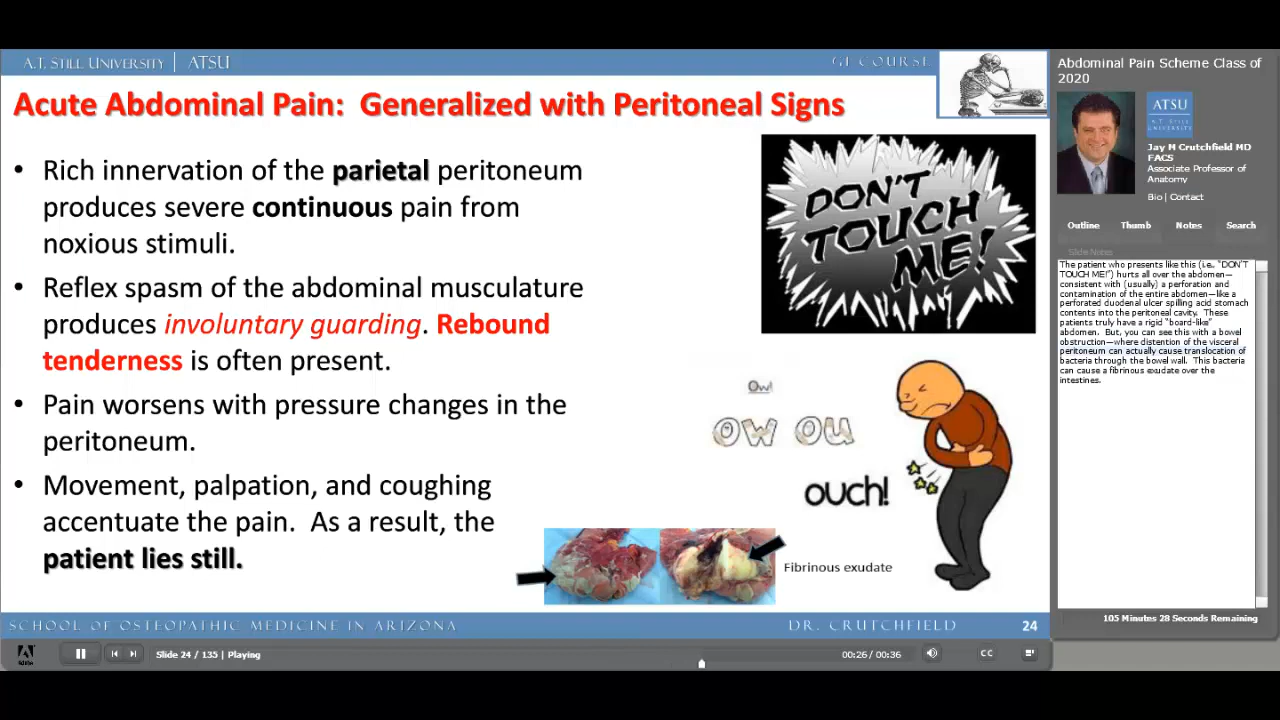 A.T. STILL UNIVERSITY | ATSU
GI COURSE
Acute Abdominal Pain: Generalized with Peritoneal Signs
• Rich innervation of the parietal peritoneum
produces severe continuous pain from
noxious stimuli.
• Reflex spasm of the abdominal musculature
produces involuntary guarding. Rebound
tenderness is often present.
• Pain worsens with pressure changes in the
peritoneum.
• Movement, palpation, and coughing
accentuate the pain. As a result, the
patient lies still.
DON'T
TOUCH
ME!
Ow!
OW OU
OUCH!
Fibrinous exudate
SCHOOL OF OSTEOPATHIC MEDICINE IN ARIZONA
DR. CRUTCHFIELD
24
Adobe
Slide 24 / 135 | Playing
00:26 / 00:36
CC
Abdominal Pain Scheme Class of
2020
ATSU
A.T. STILL
UNIVERSITY
Jay M Crutchfield MD
FACS
Associate Professor of
Anatomy
Bio | Contact
Outline Thumb Notes Search
Slide Notes
The patient who presents like this (i.e., "DON'T
TOUCH ME!") hurts all over the abdomen—
consistent with (usually) a perforation and
contamination of the entire abdomen—like a
perforated duodenal ulcer spilling acid stomach
contents into the peritoneal cavity. These
patients truly have a rigid "board-like"
abdomen. But, you can see this with a bowel
obstruction—where distention of the visceral
peritoneum can actually cause translocation of
bacteria through the bowel wall. This bacteria
can cause a fibrinous exudate over the
intestines.
105 Minutes 28 Seconds Remaining